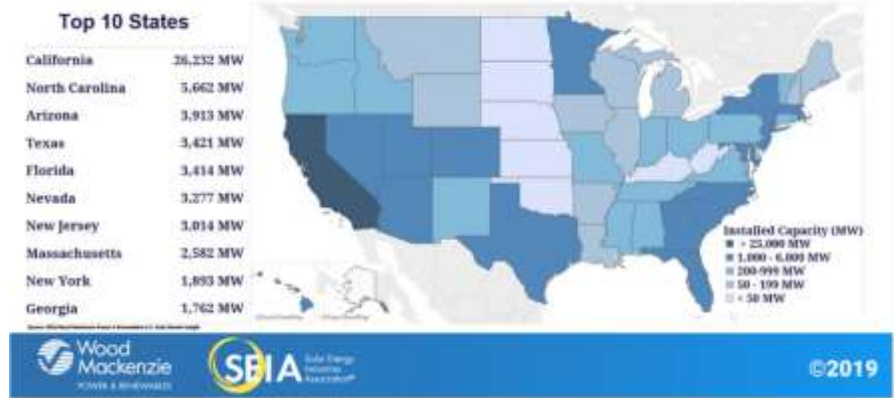 Top 10 States
California 26,232 MW
North Carolina 5,662 MW
Arizona 3,913 MW
Texas 3,421 MW
Florida 3,414 MW
Nevada 3,277 MW
New Jersey 3,014 MW
Massachusetts 2,582 MW
New York 1,893 MW
Georgia 1,762 MW
Installed Capacity (MW)
+ 25,000 MW
1,000 - 6,000 MW
200-999 MW
50 - 199 MW
< 50 MW
Wood
Mackenzie
POWER & RENEWABLES
SEIA
Solar Energy
Industries
Association®
©2019